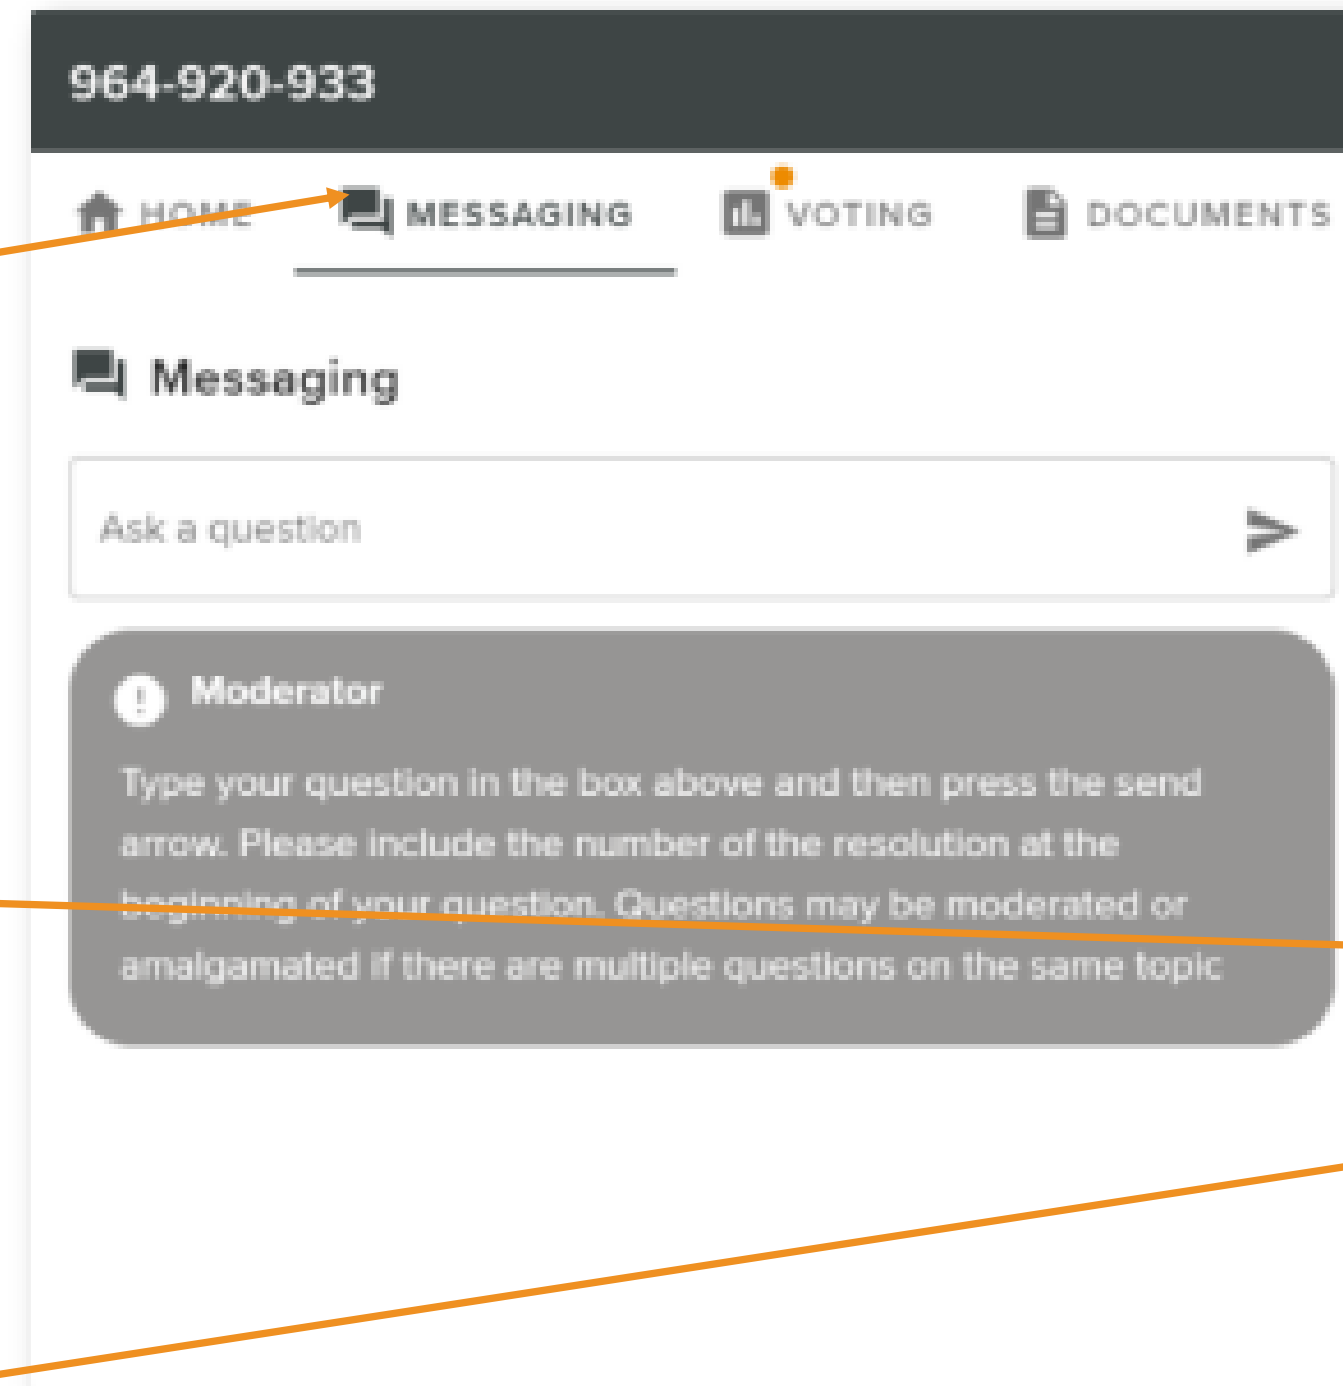 964-920-933
HOME MESSAGING VOTING DOCUMENTS
Messaging
Ask a question
Moderator
Type your question in the box above and then press the send
arrow. Please include the number of the resolution at the
beginning of your question. Questions may be moderated or
amalgamated if there are multiple questions on the same topic